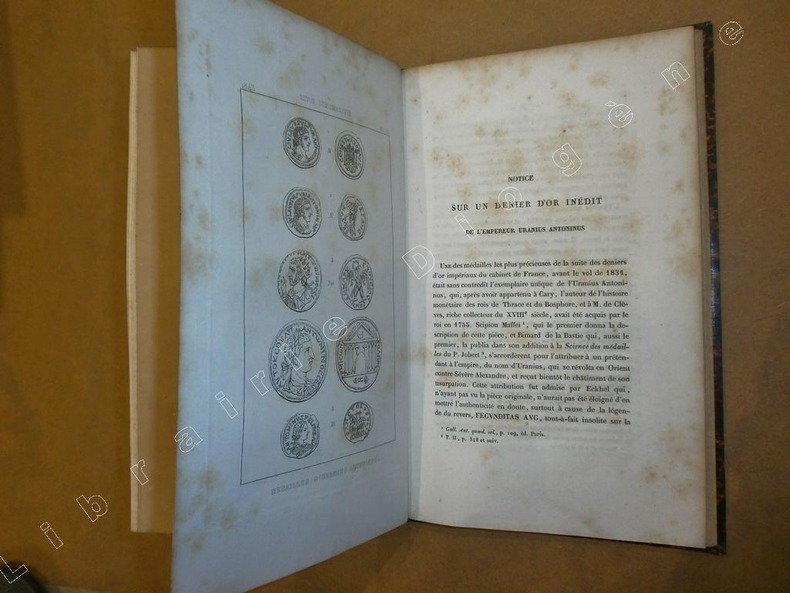 NOTICE
SUR UN DENIER D'OR INÉDIT
DE L'EMPEREUR URANIUS ANTONINUS
UNE des médailles les plus précieuses de la suite des deniers
d'or impériaux du cabinet de France, avant le vol de 1831,
était sans contredit l'exemplaire unique de l'Uranius Antoni-
nus, qui, après avoir appartenu à Cary, l'auteur de l'histoire
monétaire des rois de Thrace et du Bosphore, et à M. de Clè-
ves, riche collecteur du XVIIIe siècle, avait été acquis par le
roi en 1755. Scipion Maffei 1, qui le premier donna la des-
cription de cette pièce, et Bimard de la Bastie qui, aussi
le premier, la publia dans son addition à la Science des médail-
les du P. Jobert 2, s'accordèrent pour l'attribuer à un préten-
dant à l'empire, du nom d'Uranius, qui se révolta en Orient
contre Sévère Alexandre, et reçut bientôt le châtiment de son
usurpation. Cette attribution fut admise par Eckhel qui,
n'ayant pas vu la pièce originale, n'aurait pas été éloigné d'en
mettre l'authenticité en doute, surtout à cause de la légen-
de du revers, FECVNDITAS AVG, tout-à-fait insolite sur la
1 Gall. Ant. quæd. sel., p. 109, éd. Paris.
2 T. II, p. 348 et suiv.
Librairie Diogène